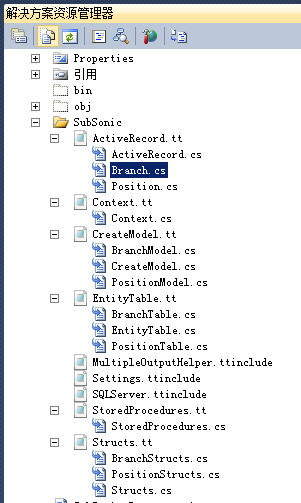 解决方案资源管理器
Properties
引用
bin
obj
SubSonic
ActiveRecord.tt
ActiveRecord.cs
Branch.cs
Position.cs
Context.tt
Context.cs
CreateModel.tt
BranchModel.cs
CreateModel.cs
PositionModel.cs
EntityTable.tt
BranchTable.cs
EntityTable.cs
PositionTable.cs
MultipleOutputHelper.ttinclude
Settings.ttinclude
SQLServer.ttinclude
StoredProcedures.tt
StoredProcedures.cs
Structs.tt
BranchStructs.cs
PositionStructs.cs
Structs.cs